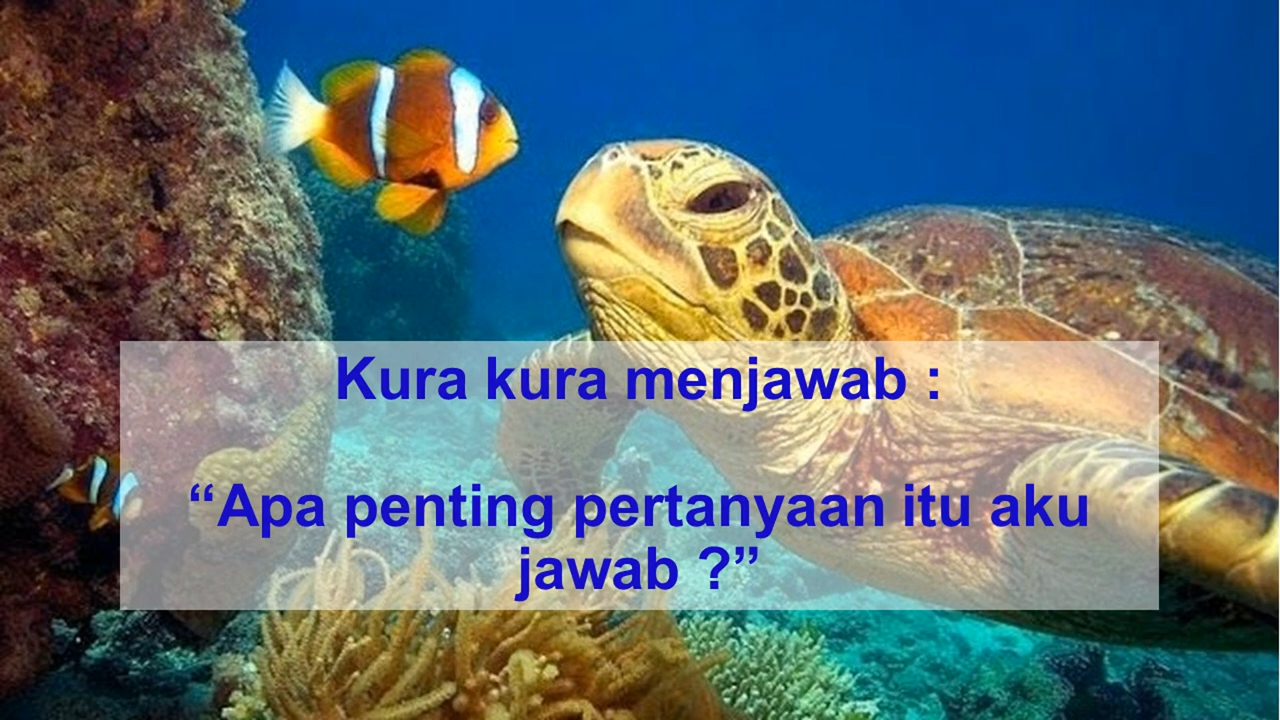 Kura kura menjawab :
“Apa penting pertanyaan itu aku
jawab ?”